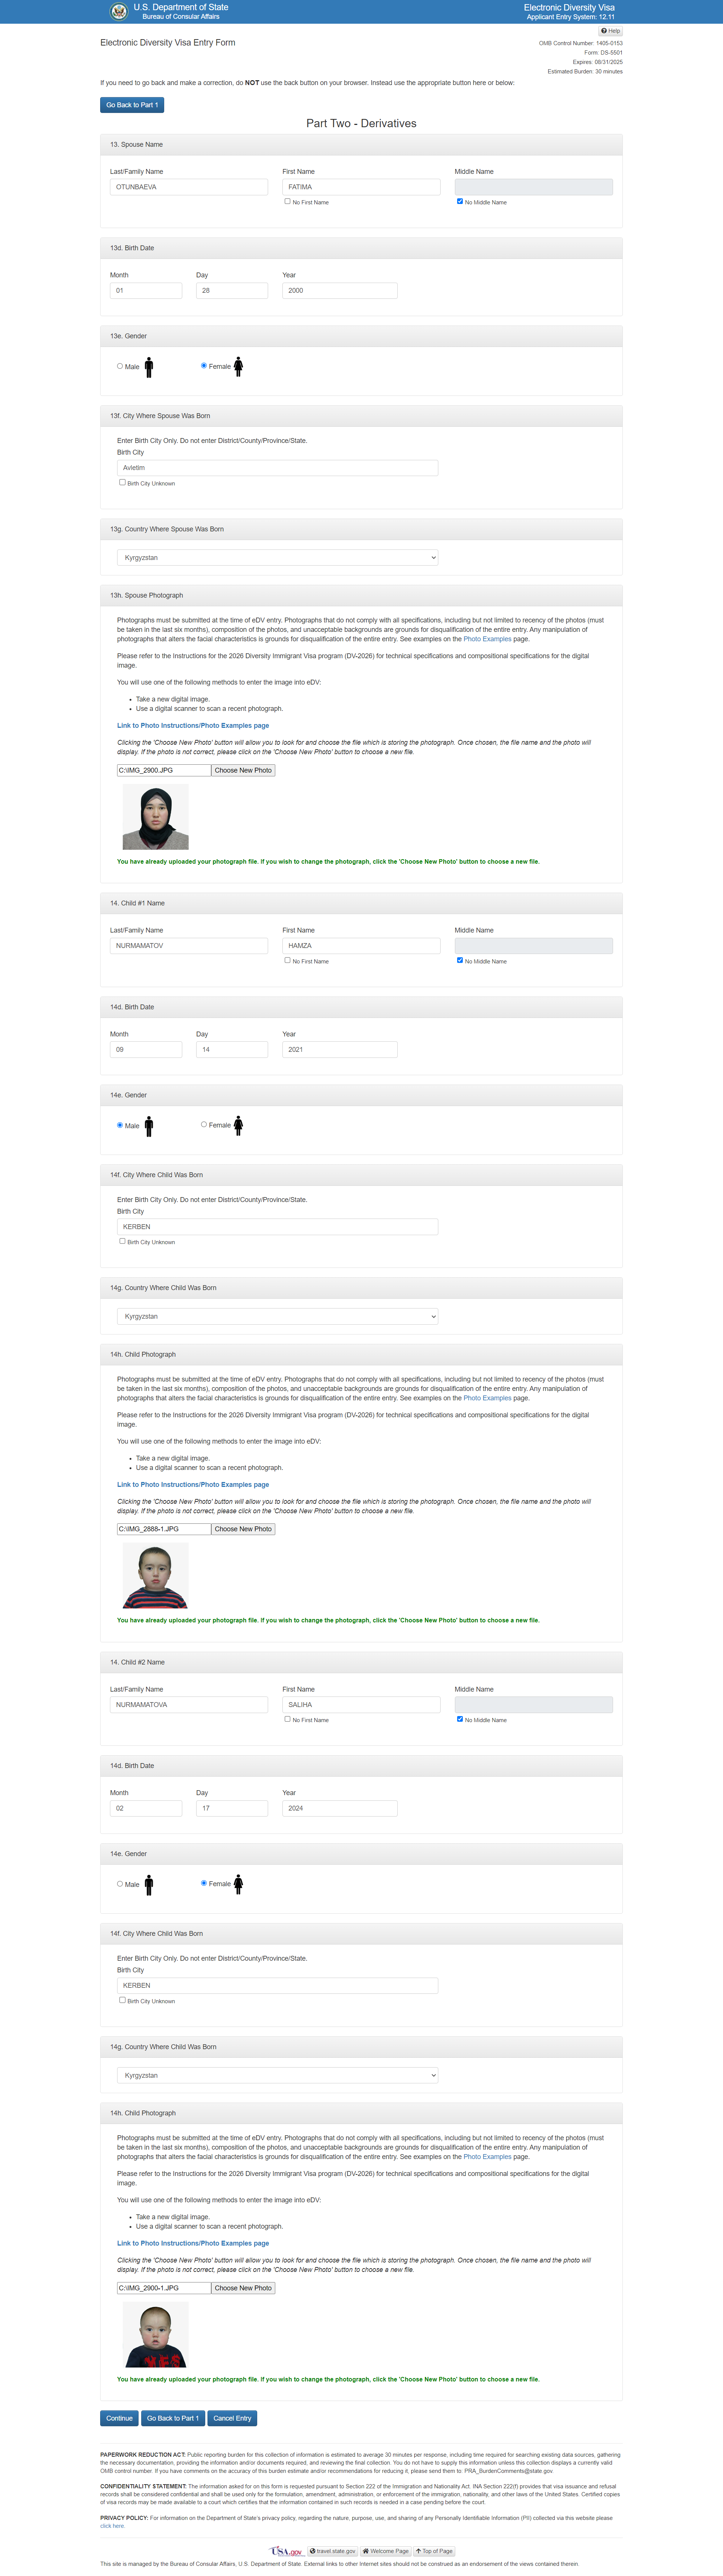 U.S. Department of State
Bureau of Consular Affairs
Electronic Diversity Visa
Applicant Entry System: 12.11
Help
Electronic Diversity Visa Entry Form
OMB Control Number: 1405-0153
Form: DS-5501
Expires: 08/31/2025
Estimated Burden: 30 minutes
If you need to go back and make a correction, do NOT use the back button on your browser. Instead use the appropriate button here or below:
Go Back to Part 1
Part Two - Derivatives
13. Spouse Name
Last/Family Name First Name Middle Name
OTUNBAEVA FATIMA
No First Name No Middle Name
13d. Birth Date
Month Day Year
01 28 2000
13e. Gender
Male Female
13f. City Where Spouse Was Born
Enter Birth City Only. Do not enter District/County/Province/State.
Birth City
Avletim
Birth City Unknown
13g. Country Where Spouse Was Born
Kyrgyzstan
13h. Spouse Photograph
Photographs must be submitted at the time of eDV entry. Photographs that do not comply with all specifications, including but not limited to recency of the photos (must
be taken in the last six months), composition of the photos, and unacceptable backgrounds are grounds for disqualification of the entire entry. Any manipulation of
photographs that alters the facial characteristics is grounds for disqualification of the entire entry. See examples on the Photo Examples page.
Please refer to the Instructions for the 2026 Diversity Immigrant Visa program (DV-2026) for technical specifications and compositional specifications for the digital
image.
You will use one of the following methods to enter the image into eDV:
• Take a new digital image.
• Use a digital scanner to scan a recent photograph.
Link to Photo Instructions/Photo Examples page
Clicking the 'Choose New Photo' button will allow you to look for and choose the file which is storing the photograph. Once chosen, the file name and the photo will
display. If the photo is not correct, please click on the 'Choose New Photo' button to choose a new file.
C:\IMG_2900.JPG Choose New Photo
You have already uploaded your photograph file. If you wish to change the photograph, click the 'Choose New Photo' button to choose a new file.
14. Child #1 Name
Last/Family Name First Name Middle Name
NURMAMATOV HAMZA
No First Name No Middle Name
14d. Birth Date
Month Day Year
09 14 2021
14e. Gender
Male Female
14f. City Where Child Was Born
Enter Birth City Only. Do not enter District/County/Province/State.
Birth City
KERBEN
Birth City Unknown
14g. Country Where Child Was Born
Kyrgyzstan
14h. Child Photograph
Photographs must be submitted at the time of eDV entry. Photographs that do not comply with all specifications, including but not limited to recency of the photos (must
be taken in the last six months), composition of the photos, and unacceptable backgrounds are grounds for disqualification of the entire entry. Any manipulation of
photographs that alters the facial characteristics is grounds for disqualification of the entire entry. See examples on the Photo Examples page.
Please refer to the Instructions for the 2026 Diversity Immigrant Visa program (DV-2026) for technical specifications and compositional specifications for the digital
image.
You will use one of the following methods to enter the image into eDV:
• Take a new digital image.
• Use a digital scanner to scan a recent photograph.
Link to Photo Instructions/Photo Examples page
Clicking the 'Choose New Photo' button will allow you to look for and choose the file which is storing the photograph. Once chosen, the file name and the photo will
display. If the photo is not correct, please click on the 'Choose New Photo' button to choose a new file.
C:\IMG_2888-1.JPG Choose New Photo
You have already uploaded your photograph file. If you wish to change the photograph, click the 'Choose New Photo' button to choose a new file.
14. Child #2 Name
Last/Family Name First Name Middle Name
NURMAMATOVA SALIHA
No First Name No Middle Name
14d. Birth Date
Month Day Year
02 17 2024
14e. Gender
Male Female
14f. City Where Child Was Born
Enter Birth City Only. Do not enter District/County/Province/State.
Birth City
KERBEN
Birth City Unknown
14g. Country Where Child Was Born
Kyrgyzstan
14h. Child Photograph
Photographs must be submitted at the time of eDV entry. Photographs that do not comply with all specifications, including but not limited to recency of the photos (must
be taken in the last six months), composition of the photos, and unacceptable backgrounds are grounds for disqualification of the entire entry. Any manipulation of
photographs that alters the facial characteristics is grounds for disqualification of the entire entry. See examples on the Photo Examples page.
Please refer to the Instructions for the 2026 Diversity Immigrant Visa program (DV-2026) for technical specifications and compositional specifications for the digital
image.
You will use one of the following methods to enter the image into eDV:
• Take a new digital image.
• Use a digital scanner to scan a recent photograph.
Link to Photo Instructions/Photo Examples page
Clicking the 'Choose New Photo' button will allow you to look for and choose the file which is storing the photograph. Once chosen, the file name and the photo will
display. If the photo is not correct, please click on the 'Choose New Photo' button to choose a new file.
C:\IMG_2900-1.JPG Choose New Photo
You have already uploaded your photograph file. If you wish to change the photograph, click the 'Choose New Photo' button to choose a new file.
Continue Go Back to Part 1 Cancel Entry
PAPERWORK REDUCTION ACT: Public reporting burden for this collection of information is estimated to average 30 minutes per response, including time required for searching existing data sources, gathering
the necessary documentation, providing the information and/or documents required, and reviewing the final collection. You do not have to supply this information unless this collection displays a currently valid
OMB control number. If you have comments on the accuracy of this burden estimate and/or recommendations for reducing it, please send them to: PRA_BurdenComments@state.gov.
CONFIDENTIALITY STATEMENT: The information asked for on this form is requested pursuant to Section 222 of the Immigration and Nationality Act. INA Section 222(f) provides that visa issuance and refusal
records shall be considered confidential and shall be used only for the formulation, amendment, administration, or enforcement of the immigration, nationality, and other laws of the United States. Certified copies
of visa records may be made available to a court which certifies that the information contained in such records is needed in a case pending before the court.
PRIVACY POLICY: For information on the Department of State's privacy policy, regarding the nature, purpose, use, and sharing of any Personally Identifiable Information (PII) collected via this website please
click here.
USA.gov travel.state.gov Welcome Page Top of Page
This site is managed by the Bureau of Consular Affairs, U.S. Department of State. External links to other Internet sites should not be construed as an endorsement of the views contained therein.